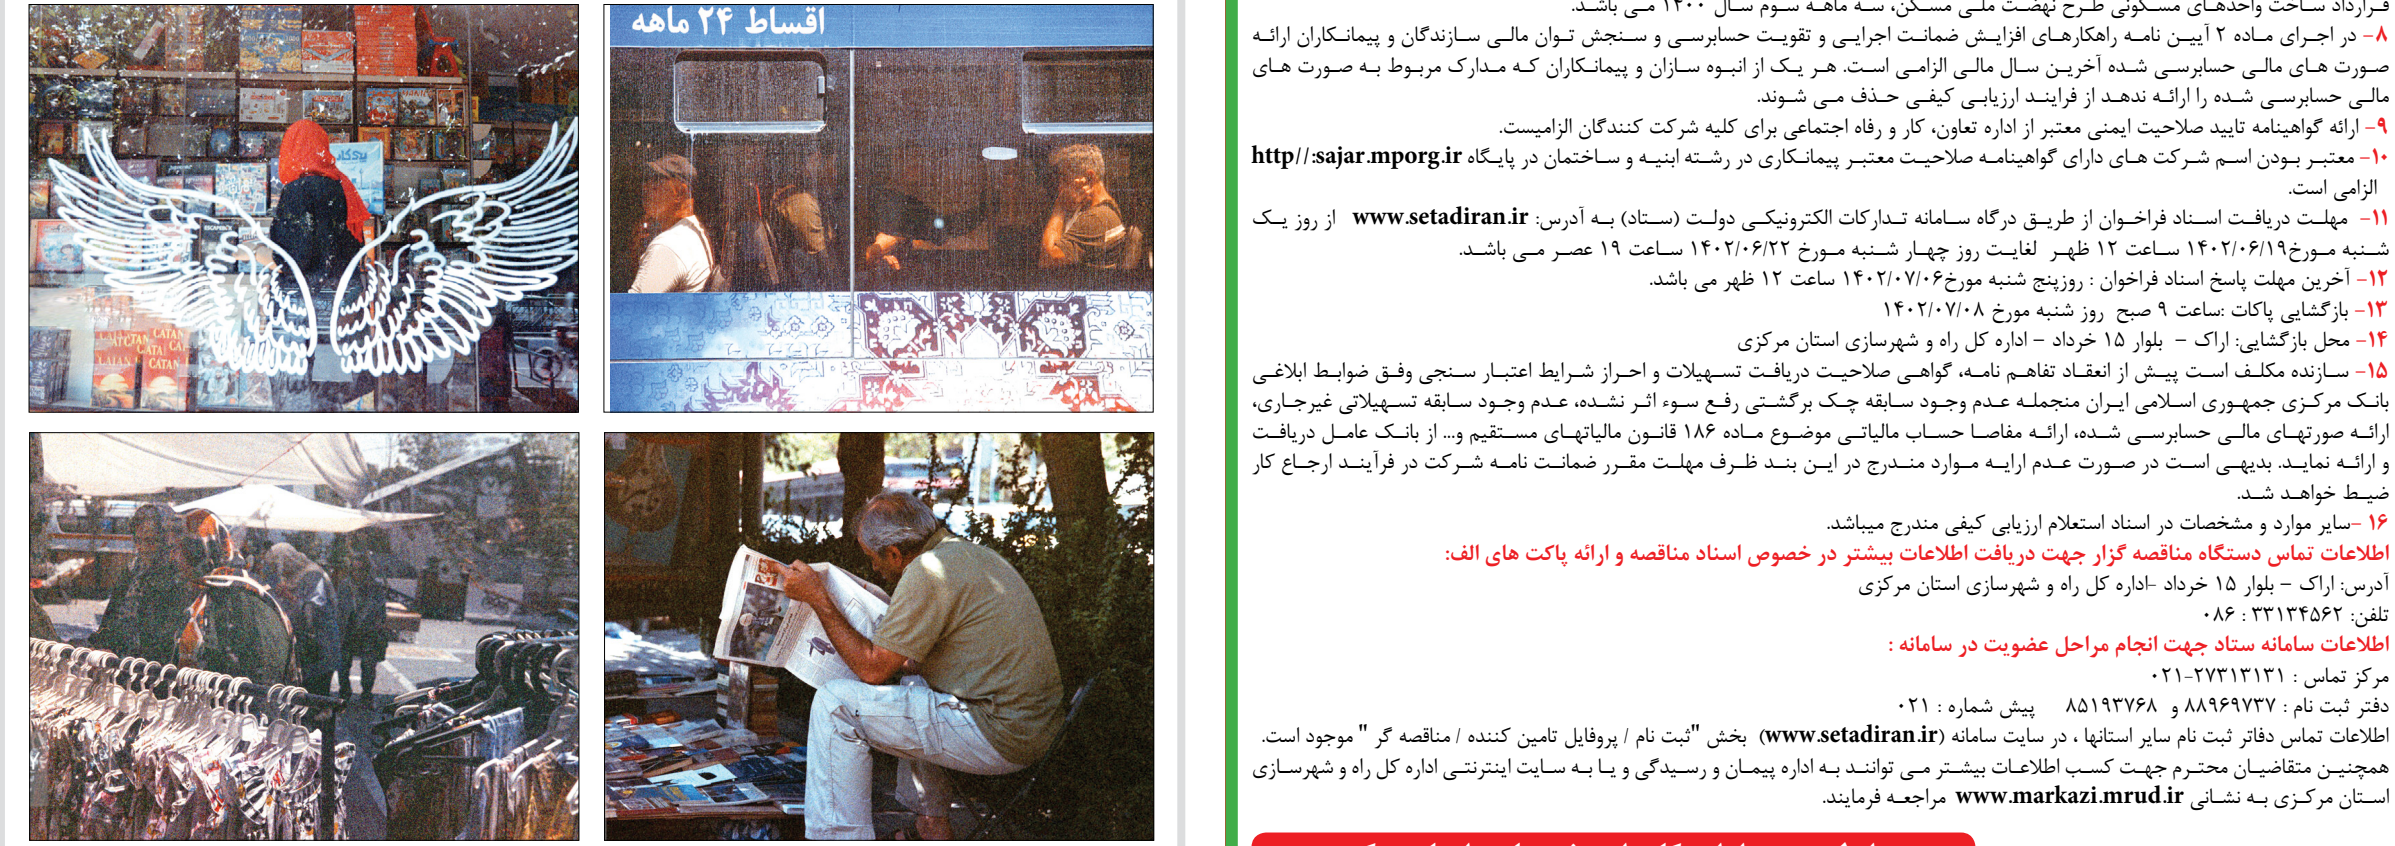 ۸- در اجرای ماده ۲ آیین نامه راهکارهای افزایش ضمانت اجرایی و تقویت حسابرسی و سنجش توان مالی سازندگان و پیمانکاران ارائه
صورت های مالی حسابرسی شده آخرین سال مالی الزامی است. هر یک از انبوه سازان و پیمانکاران که مدارک مربوط به صورت های
مالی حسابرسی شده را ارائه ندهد از فرایند ارزیابی کیفی حذف می شوند.
۹- ارائه گواهینامه تایید صلاحیت ایمنی معتبر از اداره تعاون، کار و رفاه اجتماعی برای کلیه شرکت کنندگان الزامیست.
۱۰- معتبر بودن اسم شرکت های دارای گواهینامه صلاحیت معتبر پیمانکاری در رشته ابنیه و ساختمان در پایگاه http//:sajar.mporg.ir
الزامی است.
۱۱- مهلت دریافت اسناد فراخوان از طریق درگاه سامانه تدارکات الکترونیکی دولت (ستاد) به آدرس: www.setadiran.ir از روز یک
شنبه مورخ۱۴۰۲/۰۶/۱۹ ساعت ۱۲ ظهر لغایت روز چهار شنبه مورخ ۱۴۰۲/۰۶/۲۲ ساعت ۱۹ عصر می باشد.
۱۲- آخرین مهلت پاسخ اسناد فراخوان : روزپنج شنبه مورخ۱۴۰۲/۰۷/۰۶ ساعت ۱۲ ظهر می باشد.
۱۳- بازگشایی پاکات :ساعت ۹ صبح روز شنبه مورخ ۱۴۰۲/۰۷/۰۸
۱۴- محل بازگشایی: اراک – بلوار ۱۵ خرداد – اداره کل راه و شهرسازی استان مرکزی
۱۵- سازنده مکلف است پیش از انعقاد تفاهم نامه، گواهی صلاحیت دریافت تسهیلات و احراز شرایط اعتبار سنجی وفق ضوابط ابلاغی
بانک مرکزی جمهوری اسلامی ایران منجمله عدم وجود سابقه چک برگشتی رفع سوء اثر نشده، عدم وجود سابقه تسهیلاتی غیرجاری،
ارائه صورتهای مالی حسابرسی شده، ارائه مفاصا حساب مالیاتی موضوع ماده ۱۸۶ قانون مالیاتهای مستقیم و... از بانک عامل دریافت
و ارائه نماید. بدیهی است در صورت عدم ارایه موارد مندرج در این بند ظرف مهلت مقرر ضمانت نامه شرکت در فرآیند ارجاع کار
ضبط خواهد شد.
۱۶ -سایر موارد و مشخصات در اسناد استعلام ارزیابی کیفی مندرج میباشد.
اطلاعات تماس دستگاه مناقصه گزار جهت دریافت اطلاعات بیشتر در خصوص اسناد مناقصه و ارائه پاکت های الف:
آدرس: اراک – بلوار ۱۵ خرداد -اداره کل راه و شهرسازی استان مرکزی
تلفن: ۳۳۱۳۴۵۶۲ : ۰۸۶
اطلاعات سامانه ستاد جهت انجام مراحل عضویت در سامانه :
مرکز تماس : ۲۷۳۱۳۱۳۱-۰۲۱
دفتر ثبت نام : ۸۸۹۶۹۷۳۷ و ۸۵۱۹۳۷۶۸ پیش شماره : ۰۲۱
اطلاعات تماس دفاتر ثبت نام سایر استانها ، در سایت سامانه (www.setadiran.ir) بخش "ثبت نام / پروفایل تامین کننده / مناقصه گر " موجود است.
همچنین متقاضیان محترم جهت کسب اطلاعات بیشتر می توانند به اداره پیمان و رسیدگی و یا به سایت اینترنتی اداره کل راه و شهرسازی
استان مرکزی به نشانی www.markazi.mrud.ir مراجعه فرمایند.
اقساط ۲۴ ماهه
CATAN
CATAN
CATAN